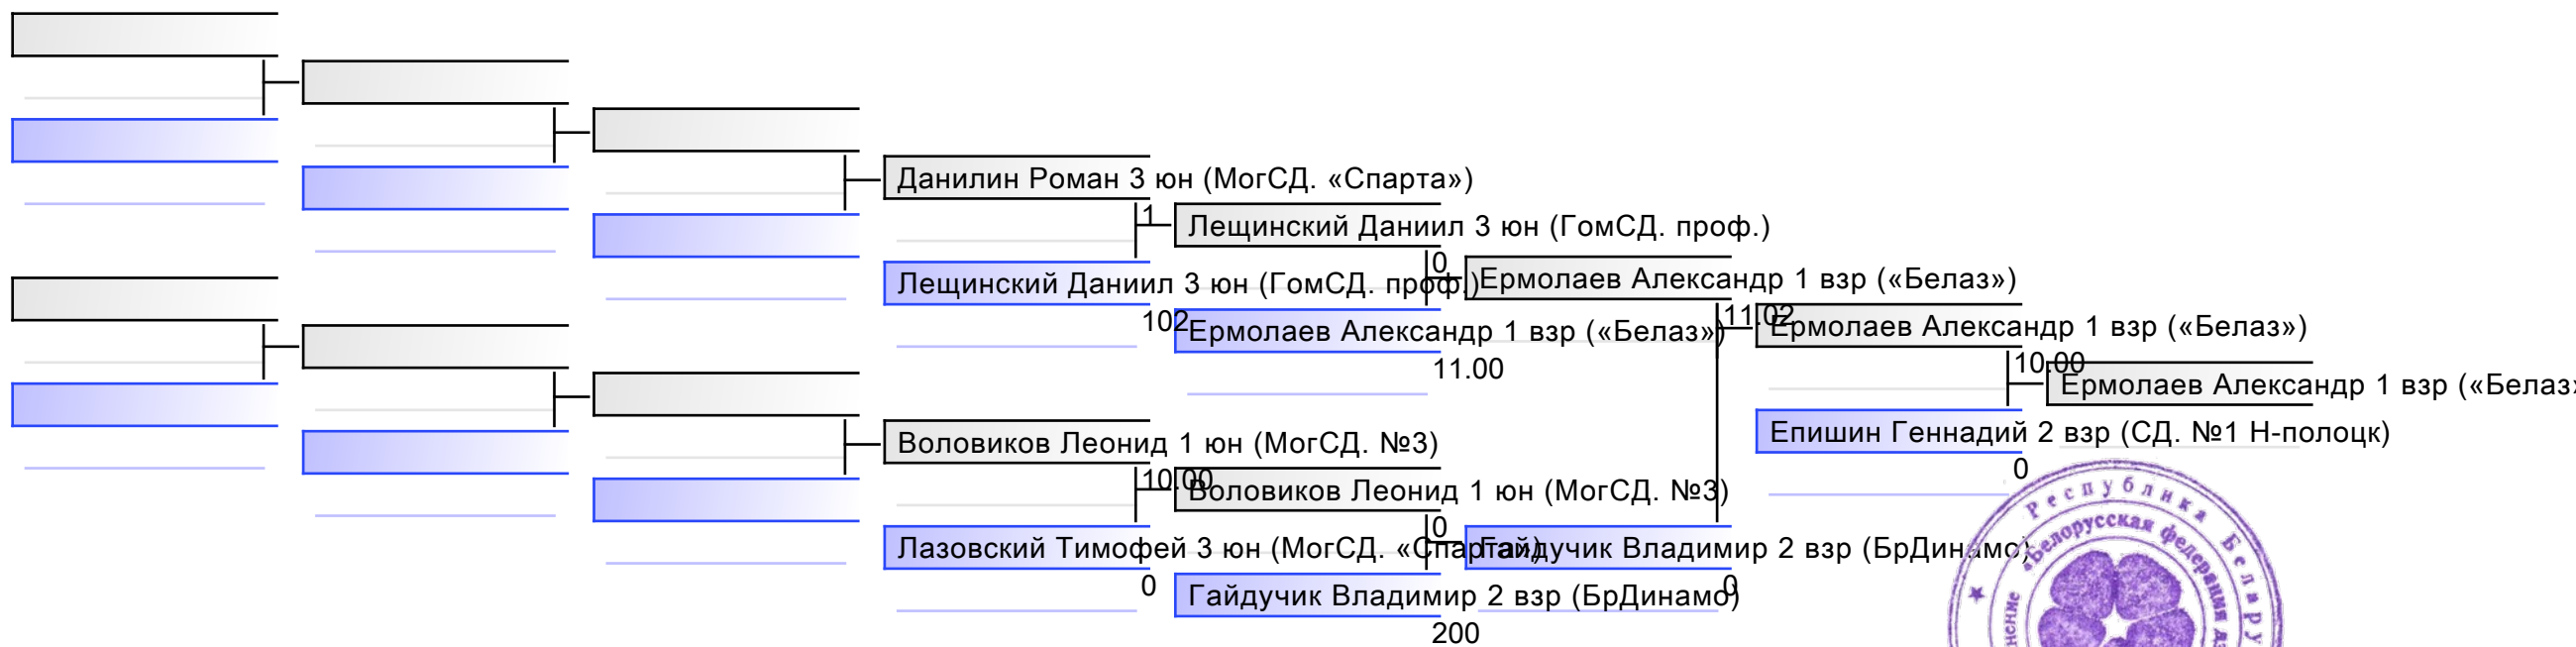 Данилин Роман 3 юн (МогСД. «Спарта»)
1
Лещинский Даниил 3 юн (ГомСД. проф.)
Лещинский Даниил 3 юн (ГомСД. проф.)
102
0
Ермолаев Александр 1 взр («Белаз»)
Ермолаев Александр 1 взр («Белаз»)
11.00
11.02
Ермолаев Александр 1 взр («Белаз»)
10.00
Ермолаев Александр 1 взр («Белаз»
Епишин Геннадий 2 взр (СД. №1 Н-полоцк)
0
Воловиков Леонид 1 юн (МогСД. №3)
10.00
Воловиков Леонид 1 юн (МогСД. №3)
Лазовский Тимофей 3 юн (МогСД. «Спарта»)
0
0
Гайдучик Владимир 2 взр (БрДинамо)
0
Гайдучик Владимир 2 взр (БрДинамо)
200
Республика Белару
«Белорусская федерация